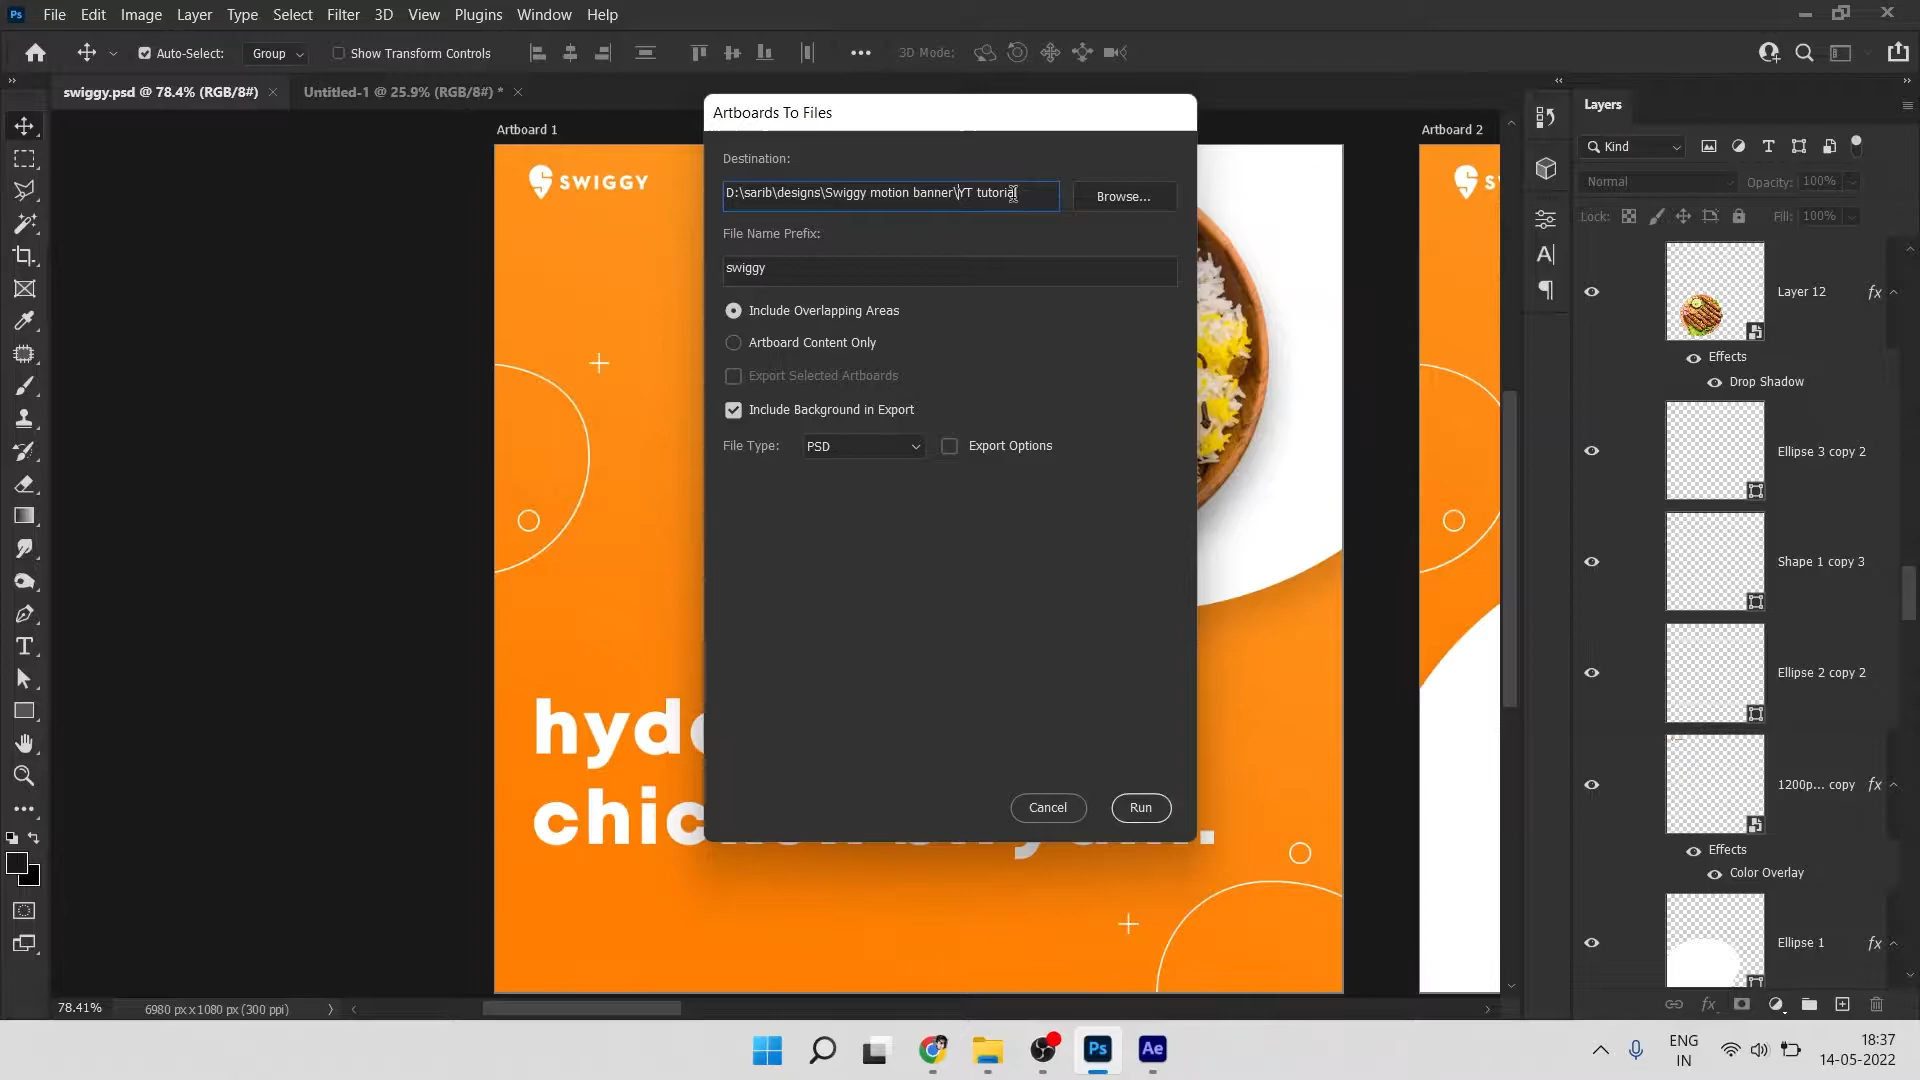 Ps File Edit Image Layer Type Select Filter 3D View Plugins Window Help
Auto-Select: Group Show Transform Controls 3D Mode:
swiggy.psd @ 78.4% (RGB/8#) Untitled-1 @ 25.9% (RGB/8#) *
Artboard 1
Artboard 2
SWIGGY
S
hyd
chic
Artboards To Files
Destination:
D:\sarib\designs\Swiggy motion banner\YT tutorial
Browse...
File Name Prefix:
swiggy
Include Overlapping Areas
Artboard Content Only
Export Selected Artboards
Include Background in Export
File Type: PSD Export Options
Cancel Run
Layers
Kind
Normal Opacity: 100%
Lock: Fill: 100%
Layer 12 fx
Effects
Drop Shadow
Ellipse 3 copy 2
Shape 1 copy 3
Ellipse 2 copy 2
1200p... copy fx
Effects
Color Overlay
Ellipse 1 fx
78.41% 6980 px x 1080 px (300 ppi)
Ps Ae
ENG
IN
18:37
14-05-2022